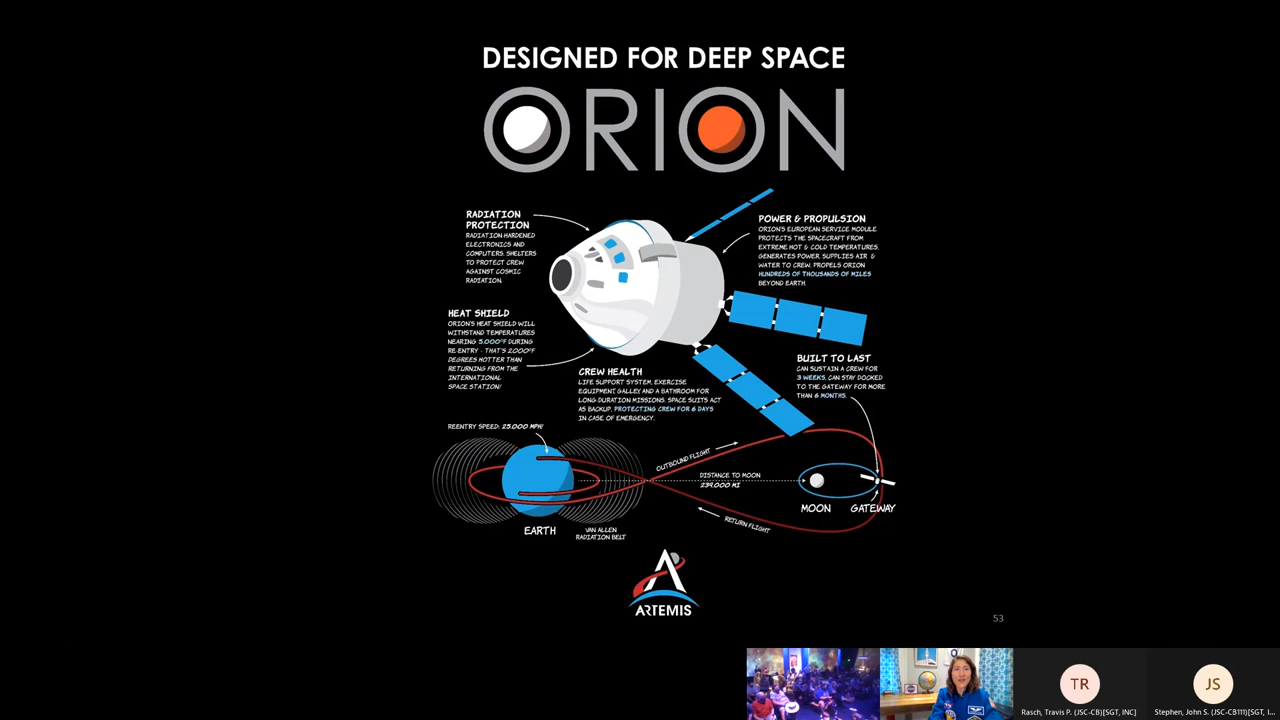 DESIGNED FOR DEEP SPACE
ORION
RADIATION
PROTECTION
RADIATION-HARDENED
ELECTRONICS AND
COMPUTERS. SHELTERS
TO PROTECT CREW
AGAINST COSMIC
RADIATION.
POWER & PROPULSION
ORION'S EUROPEAN SERVICE MODULE
PROTECTS THE SPACECRAFT FROM
EXTREME HOT & COLD TEMPERATURES,
GENERATES POWER, SUPPLIES AIR &
WATER TO CREW, PROPELS ORION
HUNDREDS OF THOUSANDS OF MILES
BEYOND EARTH.
HEAT SHIELD
ORION'S HEAT SHIELD WILL
WITHSTAND TEMPERATURES
NEARING 5,000°F DURING
RE-ENTRY - THAT'S 2000°F
DEGREES HOTTER THAN
RETURNING FROM THE
INTERNATIONAL
SPACE STATION!
CREW HEALTH
LIFE SUPPORT SYSTEM, EXERCISE
EQUIPMENT, GALLEY AND A BATHROOM FOR
LONG DURATION MISSIONS. SPACE SUITS ACT
AS BACKUP, PROTECTING CREW FOR 6 DAYS
IN CASE OF EMERGENCY.
BUILT TO LAST
CAN SUSTAIN A CREW FOR
3 WEEKS. CAN STAY DOCKED
TO THE GATEWAY FOR MORE
THAN 6 MONTHS.
REENTRY SPEED: 25,000 MPH!
OUTBOUND FLIGHT
DISTANCE TO MOON
239,000 MI
RETURN FLIGHT
EARTH
VAN ALLEN
RADIATION BELT
MOON
GATEWAY
ARTEMIS
53
TR
JS
Rasch, Travis P. (JSC-CB)[SGT, INC]
Stephen, John S. (JSC-CB111)[SGT, I...